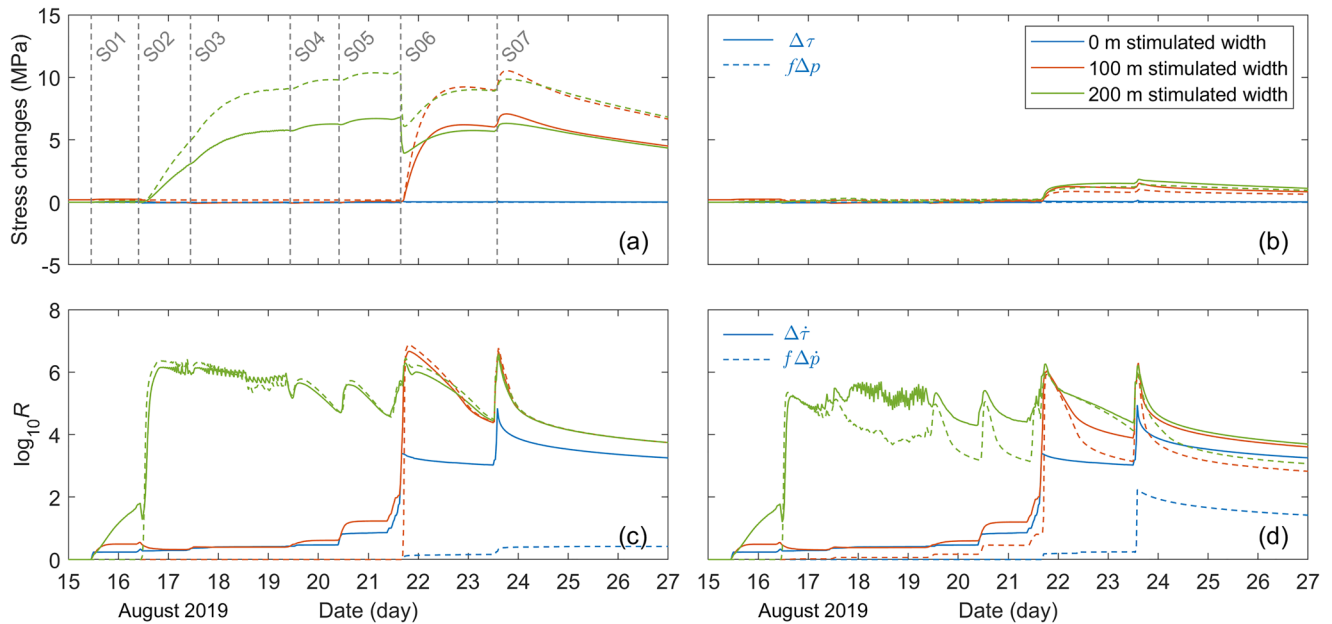 15
10
5
0
-5
Stress changes (MPa)
S01
S02
S03
S04
S05
S06
S07
(a)
Δτ
fΔp
0 m stimulated width
100 m stimulated width
200 m stimulated width
(b)
8
6
4
2
0
log₁₀R
(c)
15 16 17 18 19 20 21 22 23 24 25 26 27
August 2019 Date (day)
Δτ̇
fΔṗ
(d)
15 16 17 18 19 20 21 22 23 24 25 26 27
August 2019 Date (day)